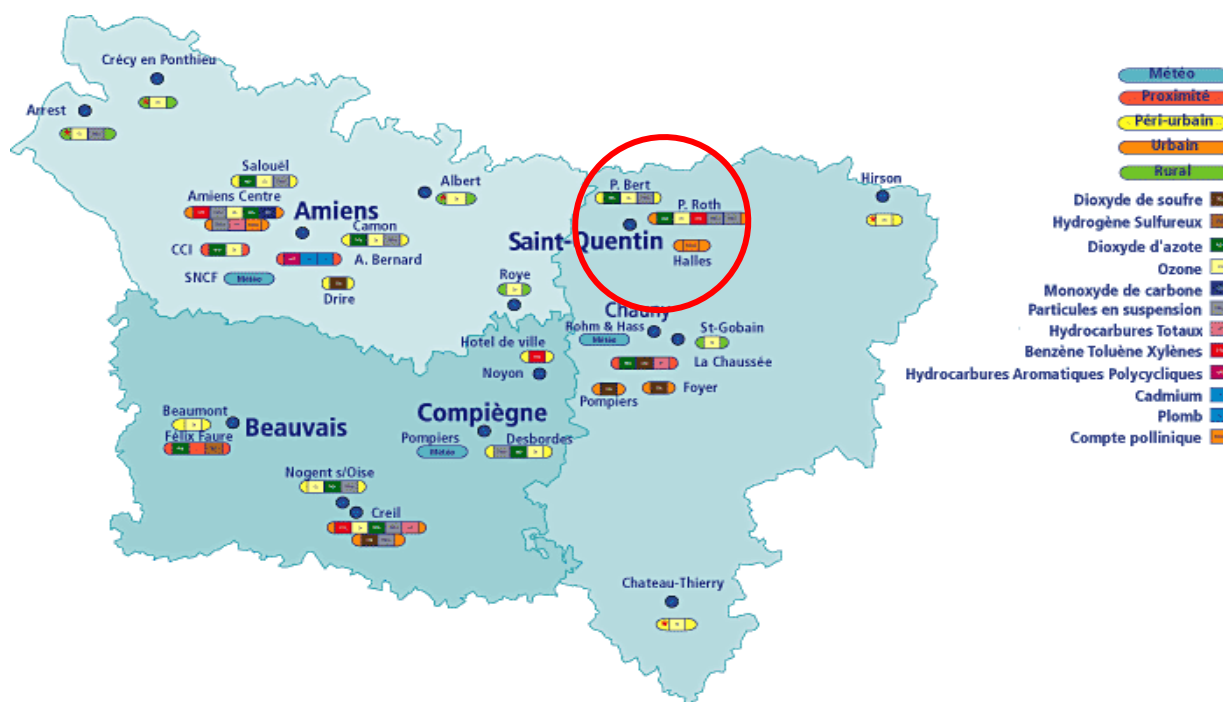 Crécy en Ponthieu
Arrest
Salouël
Amiens Centre
Amiens
Albert
Camon
CCI
A. Bernard
SNCF
Météo
Drire
Roye
P. Bert
P. Roth
Saint-Quentin
Halles
Hirson
Chauny
Rohm & Hass
Météo
St-Gobain
La Chaussée
Pompiers
Foyer
Hotel de ville
Noyon
Beaumont
Beauvais
Félix Faure
Compiègne
Pompiers
Météo
Desbordes
Nogent s/Oise
Creil
Chateau-Thierry
Météo
Proximité
Péri-urbain
Urbain
Rural
Dioxyde de soufre
Hydrogène Sulfureux
Dioxyde d'azote
Ozone
Monoxyde de carbone
Particules en suspension
Hydrocarbures Totaux
Benzène Toluène Xylènes
Hydrocarbures Aromatiques Polycycliques
Cadmium
Plomb
Compte pollinique